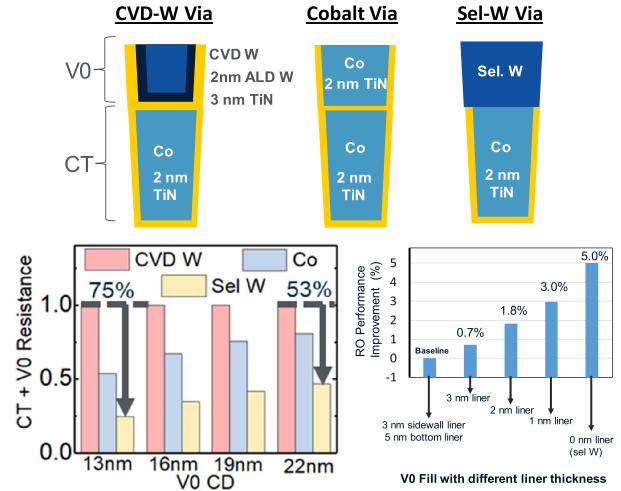 CVD-W Via
Cobalt Via
Sel-W Via
V0
CT
CVD W
2nm ALD W
3 nm TiN
Co
2 nm
TiN
Co
2 nm TiN
Co
2 nm
TiN
Sel. W
Co
2 nm
TiN
CVD W
Co
Sel W
75%
53%
CT + V0 Resistance
1.0
0.5
0.0
13nm
16nm
19nm
22nm
V0 CD
RO Performance
Improvement (%)
5
4
3
2
1
0
-1
Baseline
0.7%
1.8%
3.0%
5.0%
3 nm sidewall liner
5 nm bottom liner
3 nm liner
2 nm liner
1 nm liner
0 nm liner
(sel W)
V0 Fill with different liner thickness